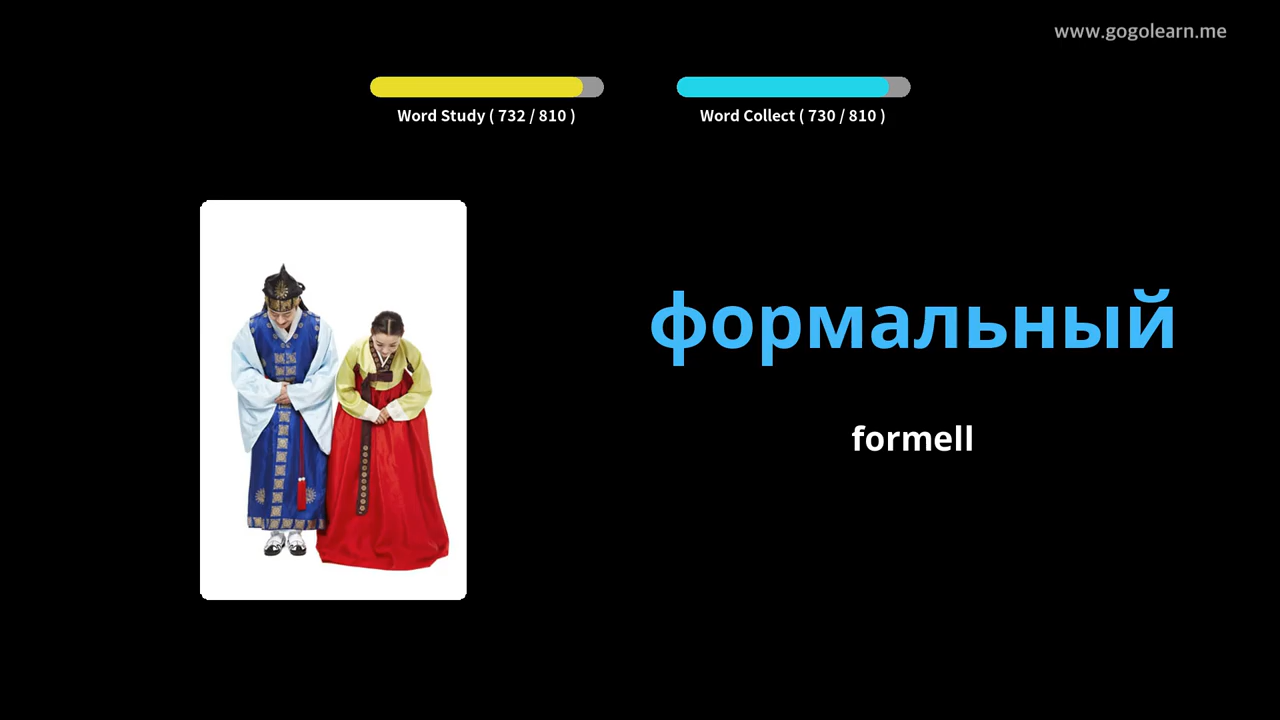 www.gogolearn.me
Word Study ( 732 / 810 )
Word Collect ( 730 / 810 )
формальный
formell